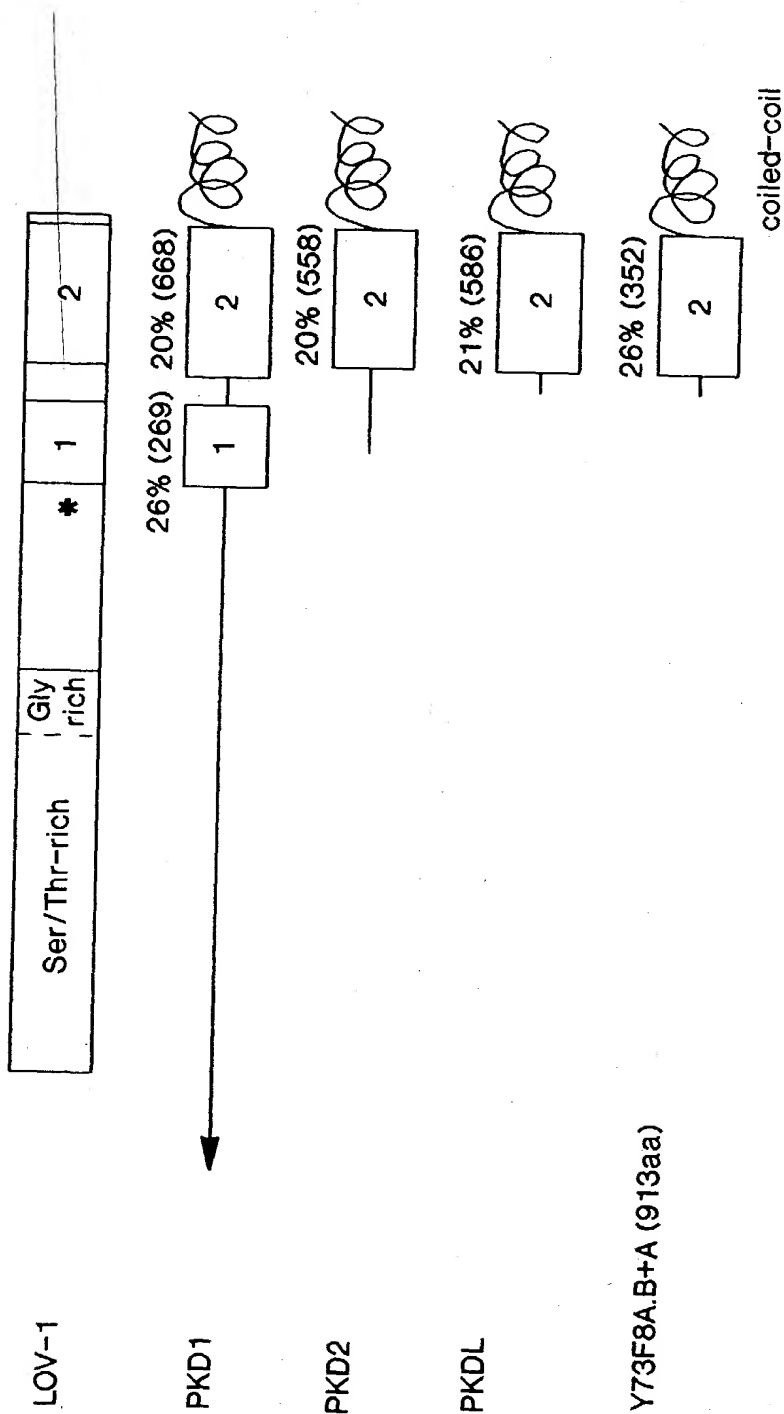 LOV-1
Ser/Thr-rich
Gly
rich
*
1
2
PKD1
26% (269)
20% (668)
1
2
PKD2
20% (558)
2
PKDL
21% (586)
2
Y73F8A.B+A (913aa)
26% (352)
2
coiled-coil